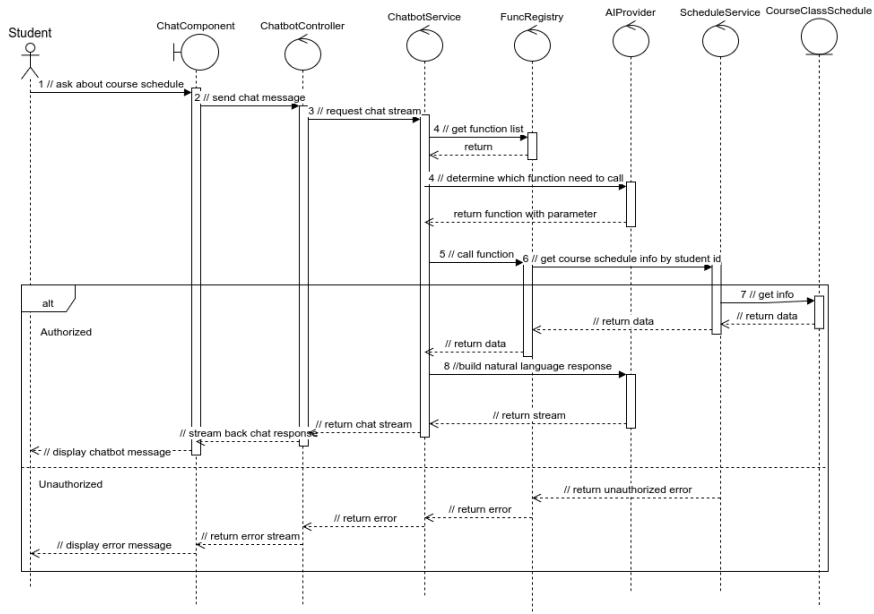 Student
ChatComponent
ChatbotController
ChatbotService
FuncRegistry
AIProvider
ScheduleService
CourseClassSchedule
1 // ask about course schedule
2 // send chat message
3 // request chat stream
4 // get function list
return
4 // determine which function need to call
return function with parameter
5 // call function
6 // get course schedule info by student id
alt
7 // get info
Authorized
// return data
// return data
// return data
8 //build natural language response
// return stream
// return chat stream
// stream back chat response
// display chatbot message
Unauthorized
// return unauthorized error
// return error
// return error
// return error stream
// display error message